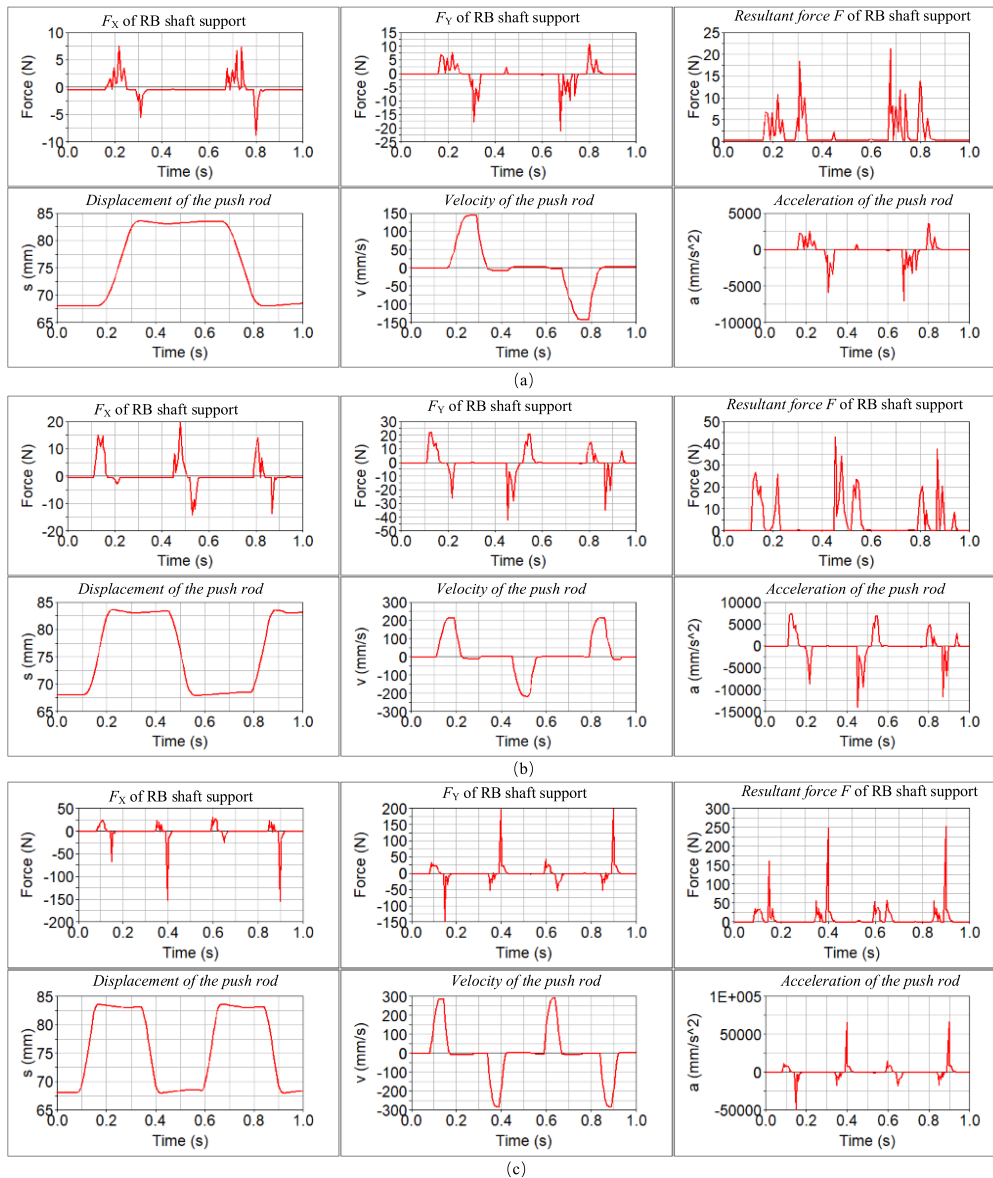 F_X of RB shaft support
Force (N)
10
5
0
-5
-10
0.0 0.2 0.4 0.6 0.8 1.0
Time (s)
F_Y of RB shaft support
Force (N)
15
10
5
0
-5
-10
-15
-20
-25
0.0 0.2 0.4 0.6 0.8 1.0
Time (s)
Resultant force F of RB shaft support
Force (N)
25
20
15
10
5
0
0.0 0.2 0.4 0.6 0.8 1.0
Time (s)
Displacement of the push rod
s (mm)
85
80
75
70
65
0.0 0.2 0.4 0.6 0.8 1.0
Time (s)
Velocity of the push rod
v (mm/s)
150
100
50
0
-50
-100
-150
0.0 0.2 0.4 0.6 0.8 1.0
Time (s)
Acceleration of the push rod
a (mm/s^2)
5000
0
-5000
-10000
0.0 0.2 0.4 0.6 0.8 1.0
Time (s)
(a)
F_X of RB shaft support
Force (N)
20
10
0
-10
-20
0.0 0.2 0.4 0.6 0.8 1.0
Time (s)
F_Y of RB shaft support
Force (N)
30
20
10
0
-10
-20
-30
-40
-50
0.0 0.2 0.4 0.6 0.8 1.0
Time (s)
Resultant force F of RB shaft support
Force (N)
50
40
30
20
10
0
0.0 0.2 0.4 0.6 0.8 1.0
Time (s)
Displacement of the push rod
s (mm)
85
80
75
70
65
0.0 0.2 0.4 0.6 0.8 1.0
Time (s)
Velocity of the push rod
v (mm/s)
300
200
100
0
-100
-200
-300
0.0 0.2 0.4 0.6 0.8 1.0
Time (s)
Acceleration of the push rod
a (mm/s^2)
10000
5000
0
-5000
-10000
-15000
0.0 0.2 0.4 0.6 0.8 1.0
Time (s)
(b)
F_X of RB shaft support
Force (N)
50
0
-50
-100
-150
-200
0.0 0.2 0.4 0.6 0.8 1.0
Time (s)
F_Y of RB shaft support
Force (N)
200
150
100
50
0
-50
-100
-150
0.0 0.2 0.4 0.6 0.8 1.0
Time (s)
Resultant force F of RB shaft support
Force (N)
300
250
200
150
100
50
0
0.0 0.2 0.4 0.6 0.8 1.0
Time (s)
Displacement of the push rod
s (mm)
85
80
75
70
65
0.0 0.2 0.4 0.6 0.8 1.0
Time (s)
Velocity of the push rod
v (mm/s)
300
200
100
0
-100
-200
-300
0.0 0.2 0.4 0.6 0.8 1.0
Time (s)
Acceleration of the push rod
a (mm/s^2)
1E+005
50000
0
-50000
0.0 0.2 0.4 0.6 0.8 1.0
Time (s)
(c)